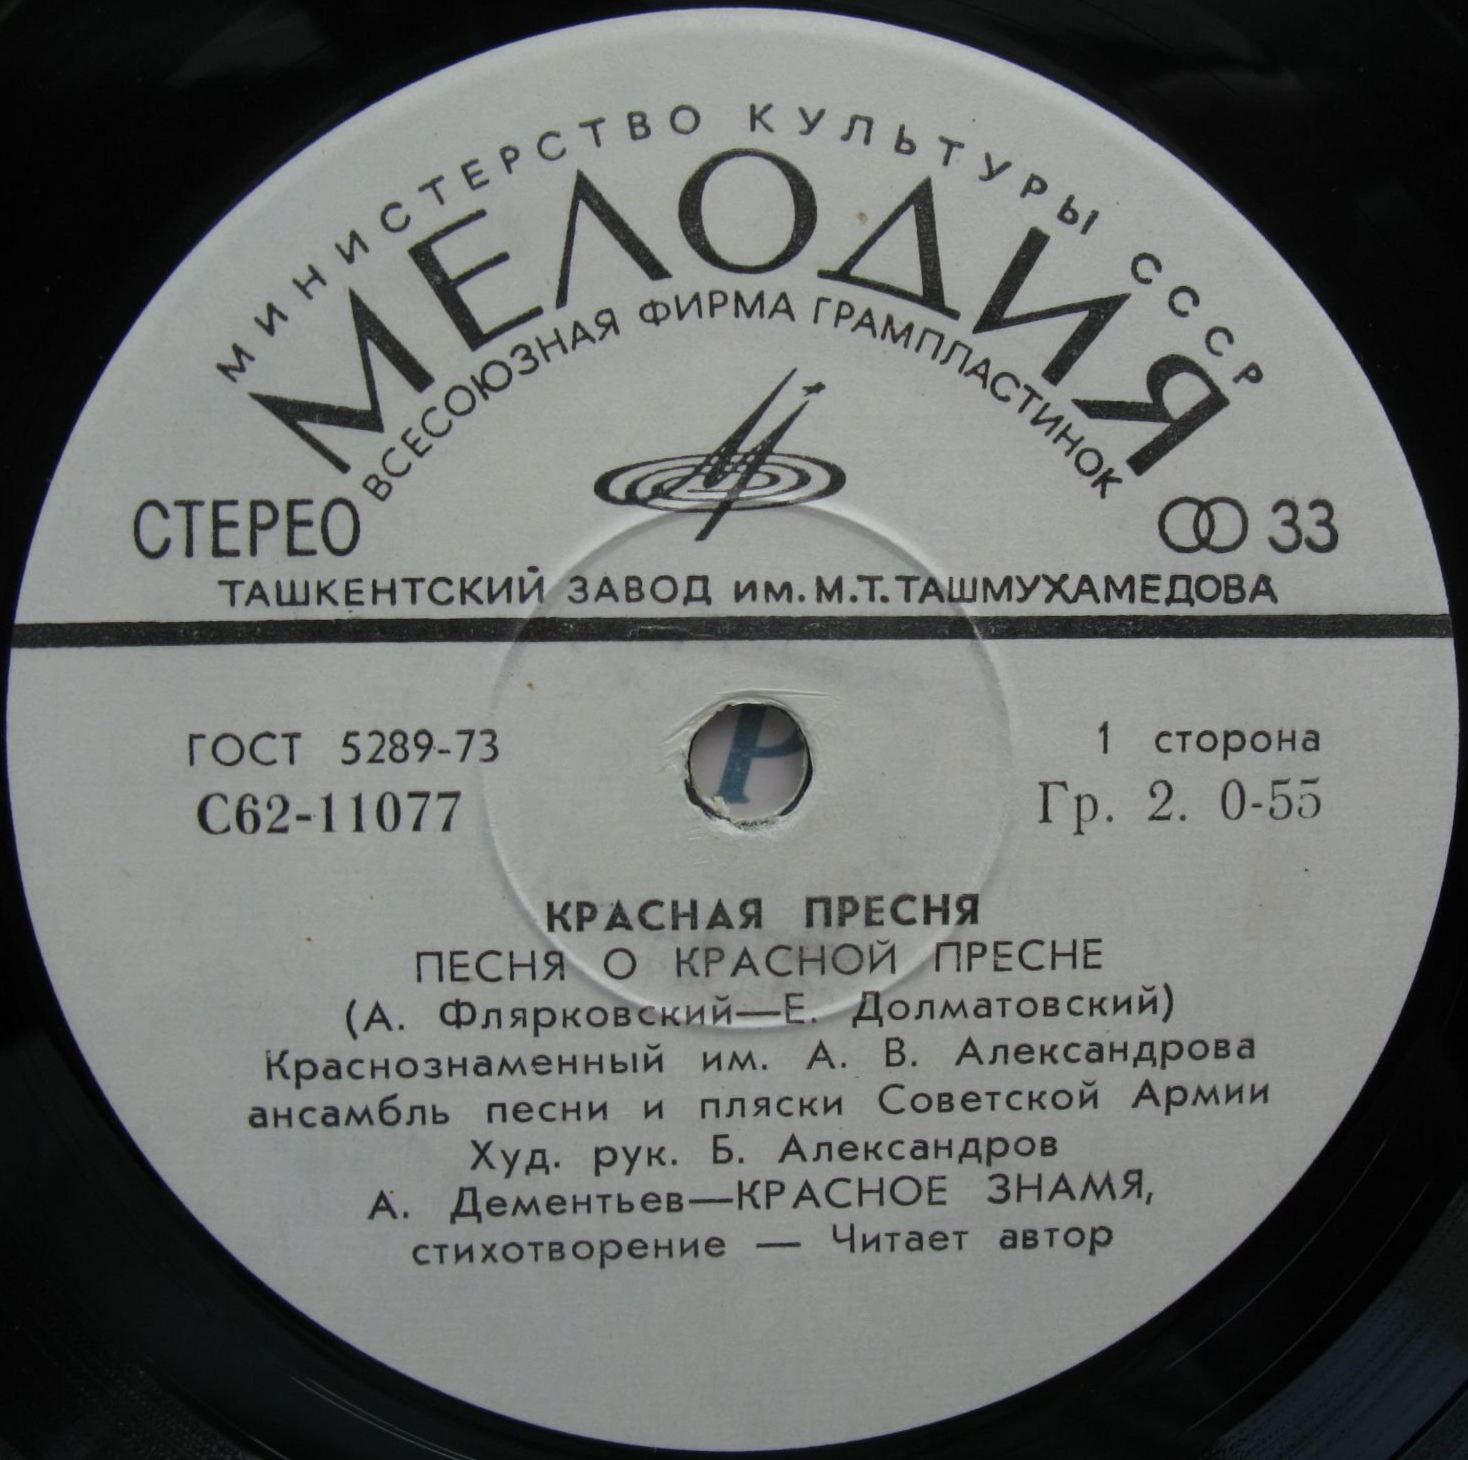 МИНИСТЕРСТВО КУЛЬТУРЫ СССР
МЕЛОДИЯ
ВСЕСОЮЗНАЯ ФИРМА ГРАМПЛАСТИНОК
СТЕРЕО
33
ТАШКЕНТСКИЙ ЗАВОД им. М.Т. ТАШМУХАМЕДОВА
ГОСТ 5289-73
1 сторона
С62-11077
Гр. 2. 0-55
КРАСНАЯ ПРЕСНЯ
ПЕСНЯ О КРАСНОЙ ПРЕСНЕ
(А. Флярковский—Е. Долматовский)
Краснознаменный им. А. В. Александрова
ансамбль песни и пляски Советской Армии
Худ. рук. Б. Александров
А. Дементьев—КРАСНОЕ ЗНАМЯ,
стихотворение — Читает автор